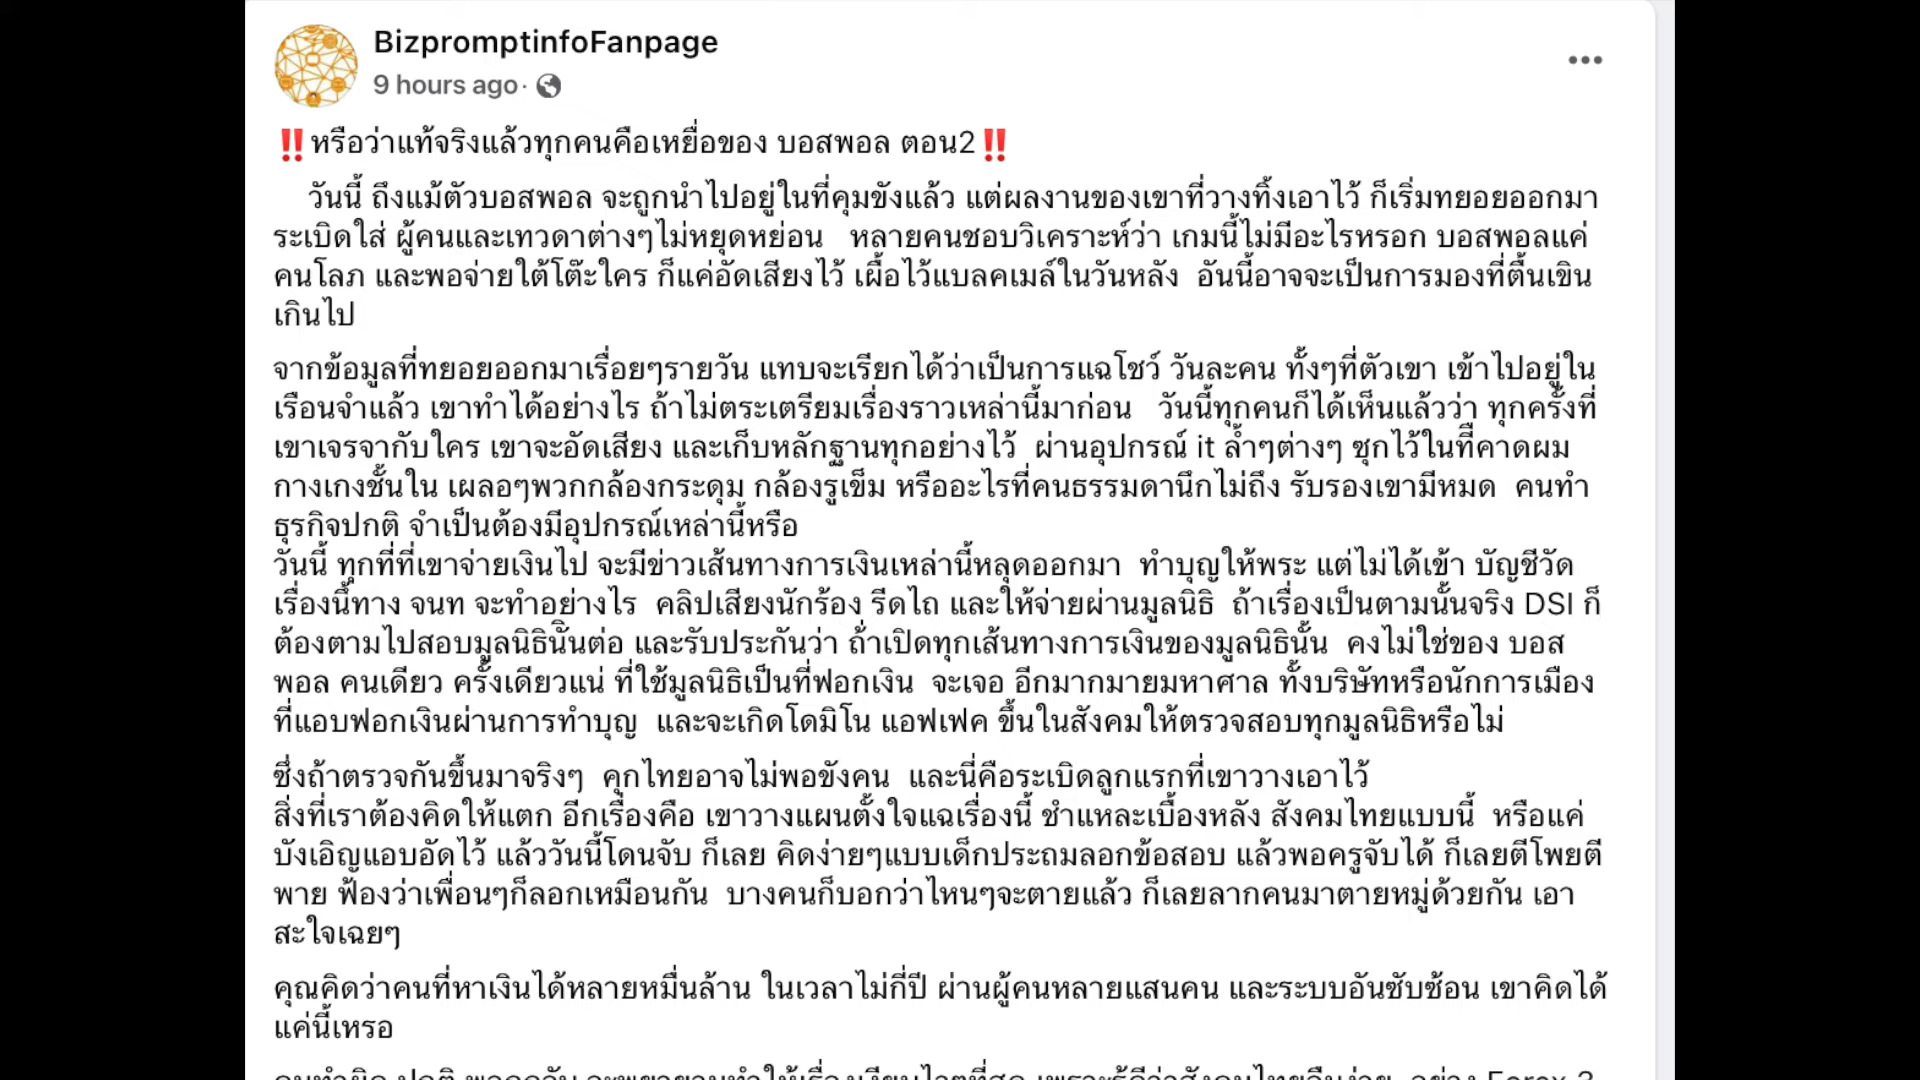 BizpromptinfoFanpage
9 hours ago ·
‼️หรือว่าแท้จริงแล้วทุกคนคือเหยื่อของ บอสพอล ตอน2‼️
วันนี้ ถึงแม้ตัวบอสพอล จะถูกนำไปอยู่ในที่คุมขังแล้ว แต่ผลงานของเขาที่วางทิ้งเอาไว้ ก็เริ่มทยอยออกมา
ระเบิดใส่ ผู้คนและเทวดาต่างๆไม่หยุดหย่อน หลายคนชอบวิเคราะห์ว่า เกมนี้ไม่มีอะไรหรอก บอสพอลแค่
คนโลภ และพอจ่ายใต้โต๊ะใคร ก็แค่อัดเสียงไว้ เผื่อไว้แบลคเมล์ในวันหลัง อันนี้อาจจะเป็นการมองที่ตื้นเขิน
เกินไป
จากข้อมูลที่ทยอยออกมาเรื่อยๆรายวัน แทบจะเรียกได้ว่าเป็นการแฉโชว์ วันละคน ทั้งๆที่ตัวเขา เข้าไปอยู่ใน
เรือนจำแล้ว เขาทำได้อย่างไร ถ้าไม่ตระเตรียมเรื่องราวเหล่านี้มาก่อน วันนี้ทุกคนก็ได้เห็นแล้วว่า ทุกครั้งที่
เขาเจรจากับใคร เขาจะอัดเสียง และเก็บหลักฐานทุกอย่างไว้ ผ่านอุปกรณ์ it ล้ำๆต่างๆ ซุกไว้ในที่คาดผม
กางเกงชั้นใน เผลอๆพวกกล้องกระดุม กล้องรูเข็ม หรืออะไรที่คนธรรมดานึกไม่ถึง รับรองเขามีหมด คนทำ
ธุรกิจปกติ จำเป็นต้องมีอุปกรณ์เหล่านี้หรือ
วันนี้ ทุกที่ที่เขาจ่ายเงินไป จะมีข่าวเส้นทางการเงินเหล่านี้หลุดออกมา ทำบุญให้พระ แต่ไม่ได้เข้า บัญชีวัด
เรื่องนี้ทาง จนท จะทำอย่างไร คลิปเสียงนักร้อง รีดไถ และให้จ่ายผ่านมูลนิธิ ถ้าเรื่องเป็นตามนั้นจริง DSI ก็
ต้องตามไปสอบมูลนิธินั้นต่อ และรับประกันว่า ถ้าเปิดทุกเส้นทางการเงินของมูลนิธินั้น คงไม่ใช่ของ บอส
พอล คนเดียว ครั้งเดียวแน่ ที่ใช้มูลนิธิเป็นที่ฟอกเงิน จะเจอ อีกมากมายมหาศาล ทั้งบริษัทหรือนักการเมือง
ที่แอบฟอกเงินผ่านการทำบุญ และจะเกิดโดมิโน แอฟเฟค ขึ้นในสังคมให้ตรวจสอบทุกมูลนิธิหรือไม่
ซึ่งถ้าตรวจกันขึ้นมาจริงๆ คุกไทยอาจไม่พอขังคน และนี่คือระเบิดลูกแรกที่เขาวางเอาไว้
สิ่งที่เราต้องคิดให้แตก อีกเรื่องคือ เขาวางแผนตั้งใจแฉเรื่องนี้ ชำแหละเบื้องหลัง สังคมไทยแบบนี้ หรือแค่
บังเอิญแอบอัดไว้ แล้ววันนี้โดนจับ ก็เลย คิดง่ายๆแบบเด็กประถมลอกข้อสอบ แล้วพอครูจับได้ ก็เลยตีโพยตี
พาย ฟ้องว่าเพื่อนๆก็ลอกเหมือนกัน บางคนก็บอกว่าไหนๆจะตายแล้ว ก็เลยลากคนมาตายหมู่ด้วยกัน เอา
สะใจเฉยๆ
คุณคิดว่าคนที่หาเงินได้หลายหมื่นล้าน ในเวลาไม่กี่ปี ผ่านผู้คนหลายแสนคน และระบบอันซับซ้อน เขาคิดได้
แค่นี้เหรอ